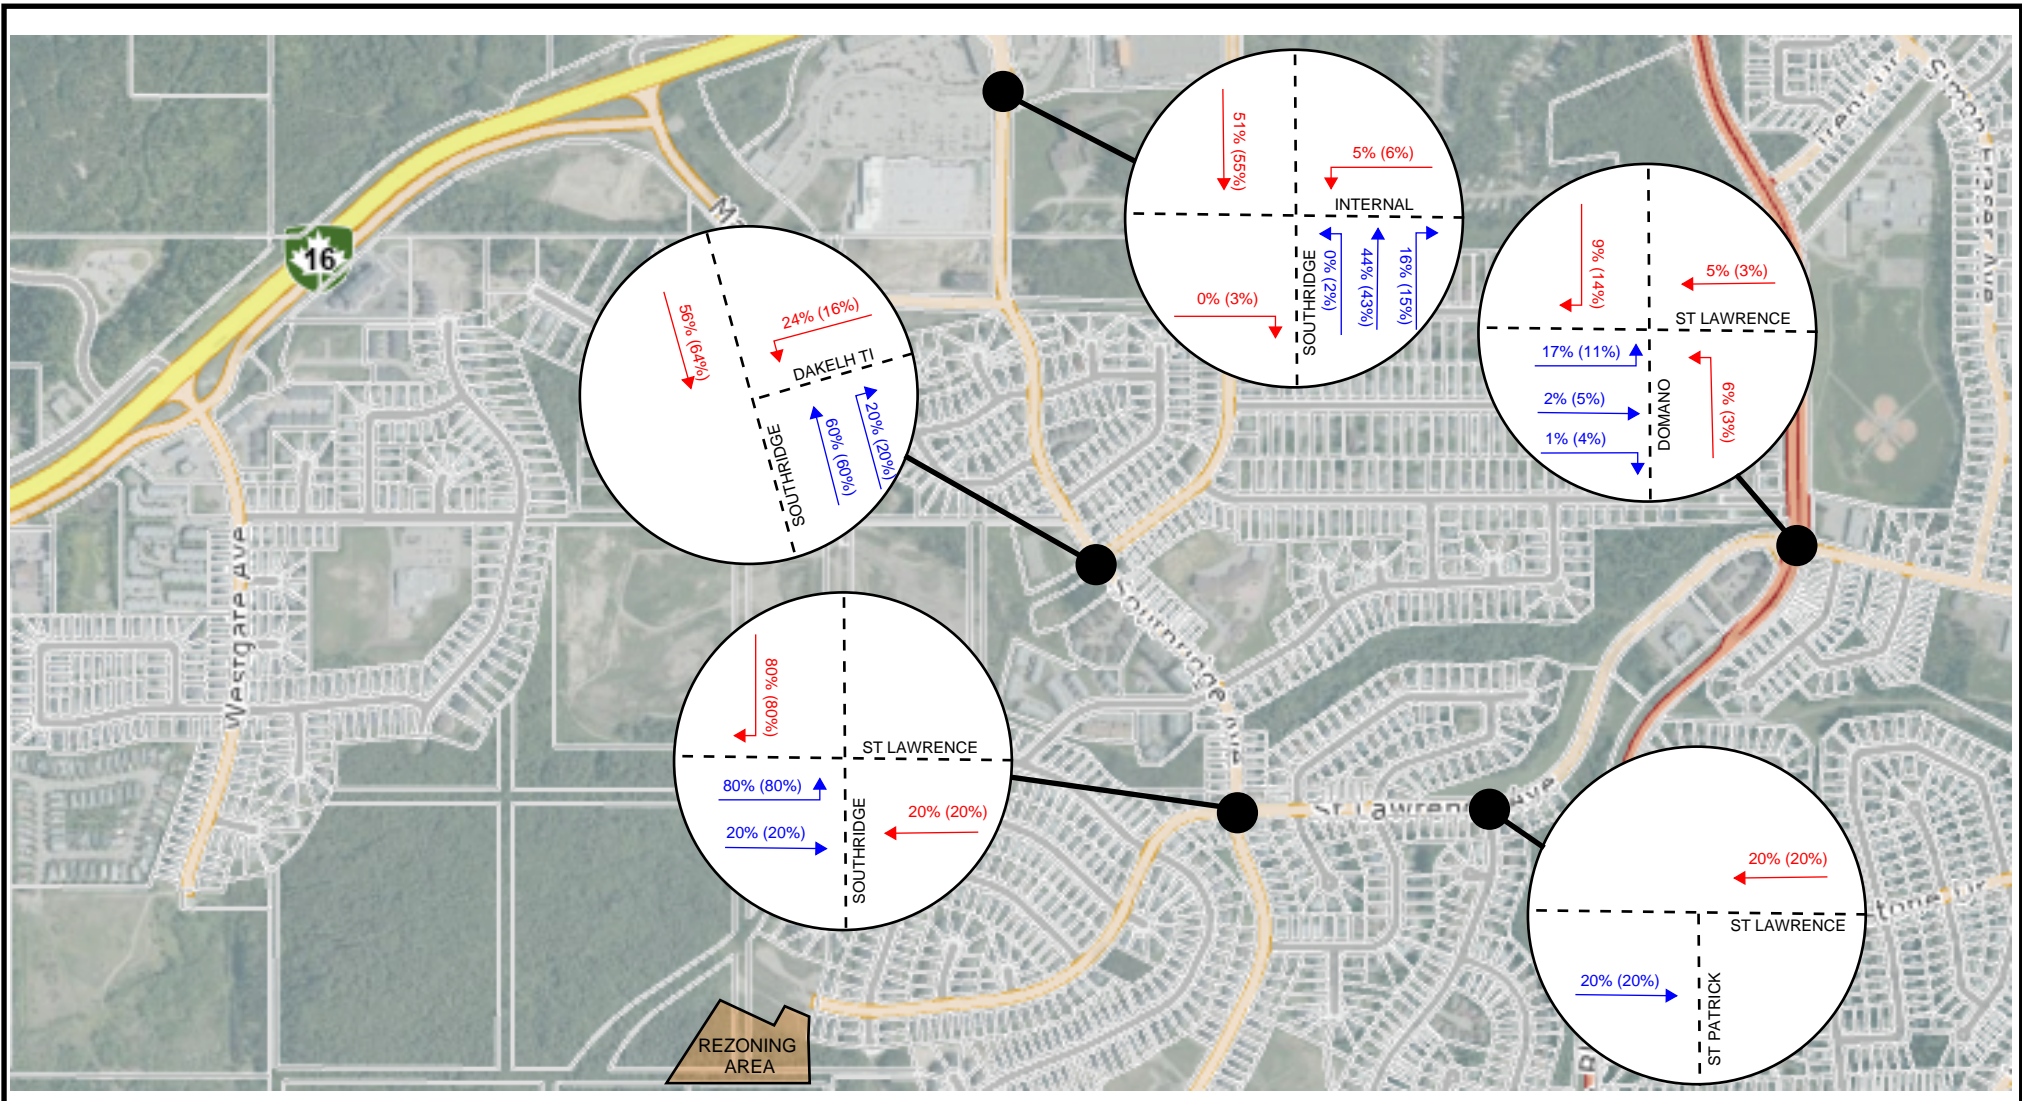 16
Westgate Ave
Southridge Ave
St Lawrence Ave
51% (55%)
5% (6%)
INTERNAL
SOUTHRIDGE
0% (3%)
0% (2%)
44% (43%)
16% (15%)
9% (14%)
5% (3%)
ST LAWRENCE
17% (11%)
2% (5%)
1% (4%)
DOMANO
6% (3%)
56% (64%)
24% (16%)
DAKELH TI
SOUTHRIDGE
60% (60%)
20% (20%)
80% (80%)
ST LAWRENCE
80% (80%)
20% (20%)
SOUTHRIDGE
20% (20%)
20% (20%)
ST LAWRENCE
20% (20%)
ST PATRICK
REZONING
AREA